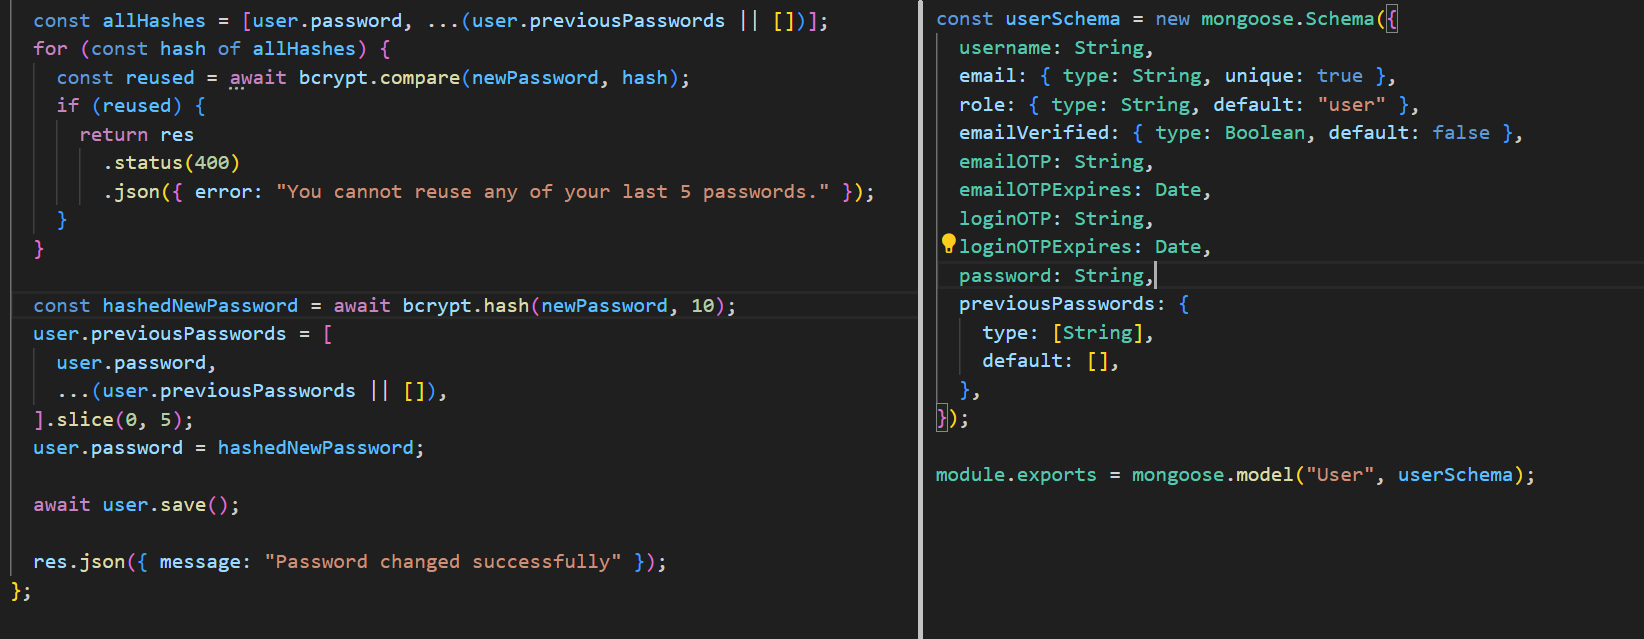 const allHashes = [user.password, ...(user.previousPasswords || [])];
for (const hash of allHashes) {
const reused = await bcrypt.compare(newPassword, hash);
if (reused) {
return res
.status(400)
.json({ error: "You cannot reuse any of your last 5 passwords." });
}
}
const hashedNewPassword = await bcrypt.hash(newPassword, 10);
user.previousPasswords = [
user.password,
...(user.previousPasswords || []),
].slice(0, 5);
user.password = hashedNewPassword;
await user.save();
res.json({ message: "Password changed successfully" });
};
const userSchema = new mongoose.Schema({
username: String,
email: { type: String, unique: true },
role: { type: String, default: "user" },
emailVerified: { type: Boolean, default: false },
emailOTP: String,
emailOTPExpires: Date,
loginOTP: String,
loginOTPExpires: Date,
password: String,
previousPasswords: {
type: [String],
default: [],
},
});
module.exports = mongoose.model("User", userSchema);